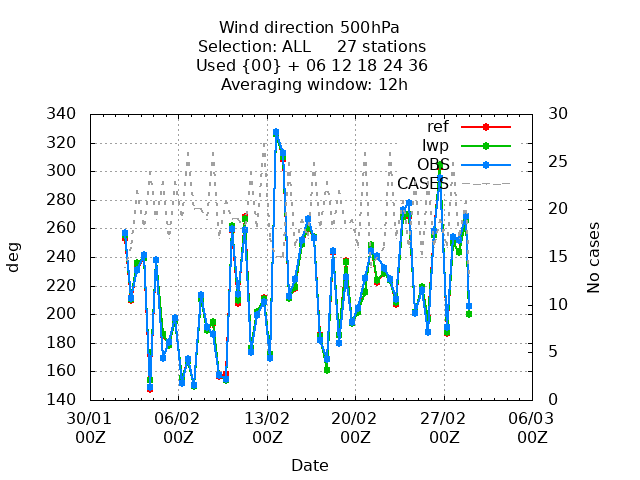 Wind direction 500hPa
Selection: ALL 27 stations
Used {00} + 06 12 18 24 36
Averaging window: 12h
340 30
320
300 25
280
260 20
240 15
220
200 10
180
160 5
140 0
deg
No cases
ref
lwp
OBS
CASES
30/01 06/02 13/02 20/02 27/02 06/03
00Z 00Z 00Z 00Z 00Z 00Z
Date